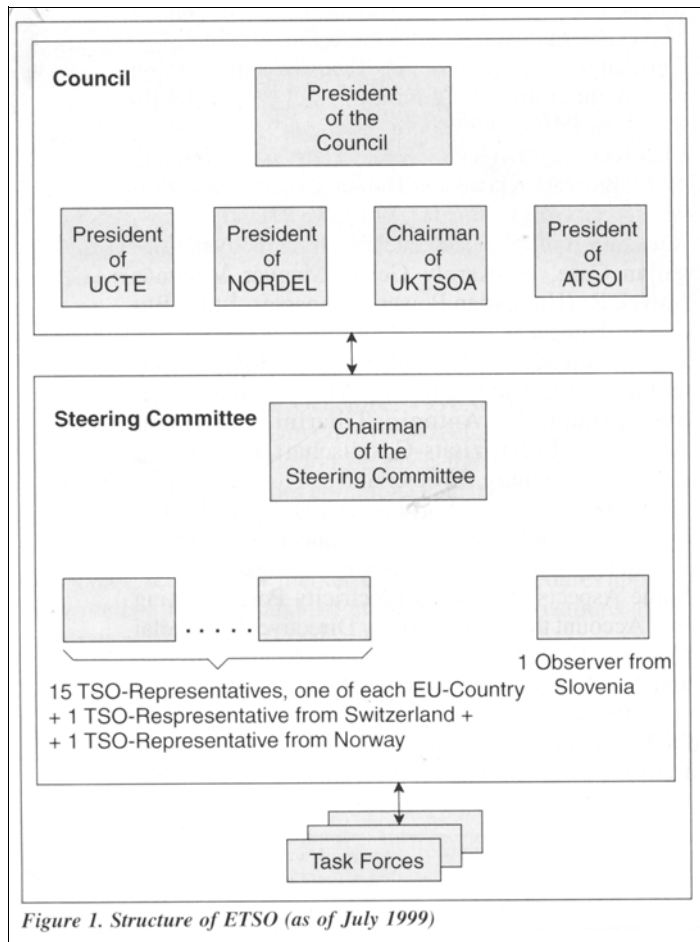 Council
President
of the
Council
President
of
UCTE
President
of
NORDEL
Chairman
of
UKTSOA
President
of
ATSOI
Steering Committee
Chairman
of the
Steering Committee
. . . . .
1 Observer from
Slovenia
15 TSO-Representatives, one of each EU-Country
+ 1 TSO-Respresentative from Switzerland +
+ 1 TSO-Representative from Norway
Task Forces
Figure 1. Structure of ETSO (as of July 1999)